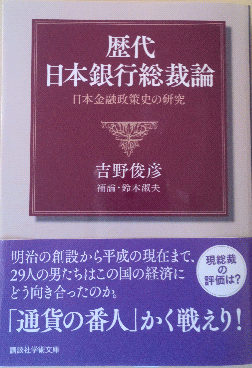 歴代
日本銀行総裁論
日本金融政策史の研究
吉野俊彦
補論・鈴木淑夫
明治の創設から平成の現在まで、
29人の男たちはこの国の経済に
どう向き合ったのか。
「通貨の番人」かく戦えり!
現総裁
の
評価は?
講談社学術文庫